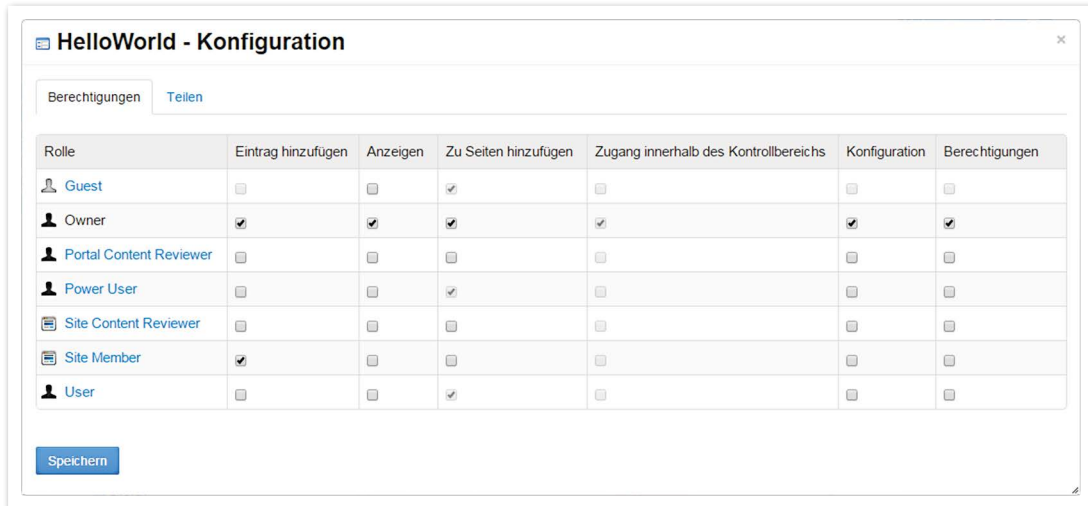 HelloWorld - Konfiguration
×
Berechtigungen Teilen
Rolle Eintrag hinzufügen Anzeigen Zu Seiten hinzufügen Zugang innerhalb des Kontrollbereichs Konfiguration Berechtigungen
Guest
Owner
Portal Content Reviewer
Power User
Site Content Reviewer
Site Member
User
Speichern